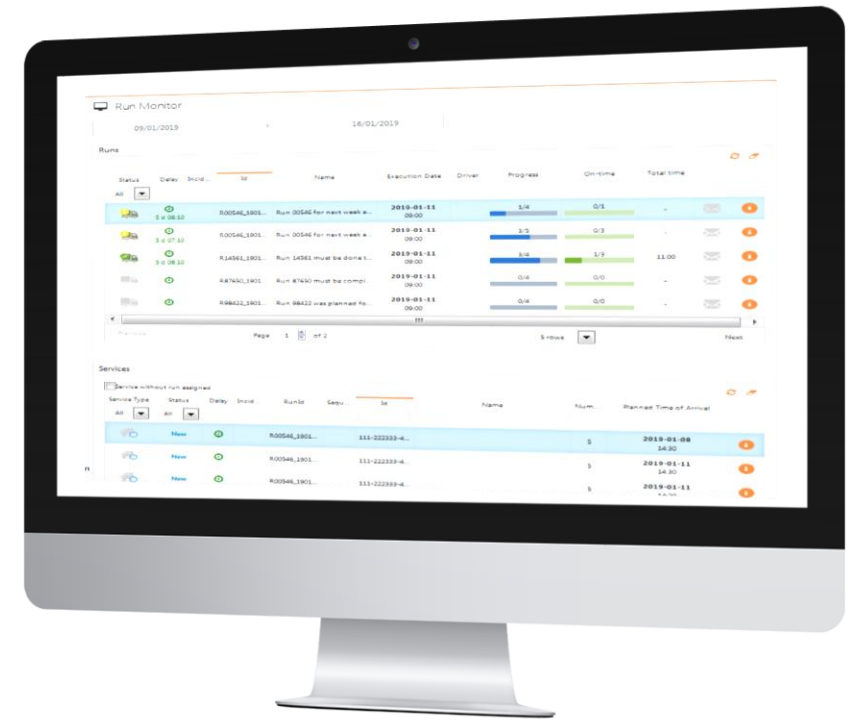 Run Monitor
09/01/2019 - 16/01/2019
Runs
Status Delay Incid... Id Name Execution Date Driver Progress On-time Total time
All
5 d 08:10 R00546_1901... Run 00546 for next week a... 2019-01-11 1/4 0/1 -
09:00
R00546_1901... Run 00546 for next week a... 2019-01-11 3/5 0/3 -
3 d 07:10 09:00
R14561_1901... Run 14561 must be done t... 2019-01-11 3/4 1/3 11:00
5 d 08:10 09:00
R87650_1901... Run 87650 must be compl... 2019-01-11 0/4 0/0 -
09:00
R98422_1901... Run 98422 was planned fo... 2019-01-11 0/4 0/0 -
09:00
Page 1 of 2 5 rows Next
Services
Service without run assigned
Service Type Status Delay Incid... RunId Sequ... Id Name Num... Planned Time of Arrival
All All
New R00546_1901... 111-222333-4... 5 2019-01-08
14:30
New R00546_1901... 111-222333-4... 5 2019-01-11
14:30
New R00546_1901... 111-222333-4... 5 2019-01-11